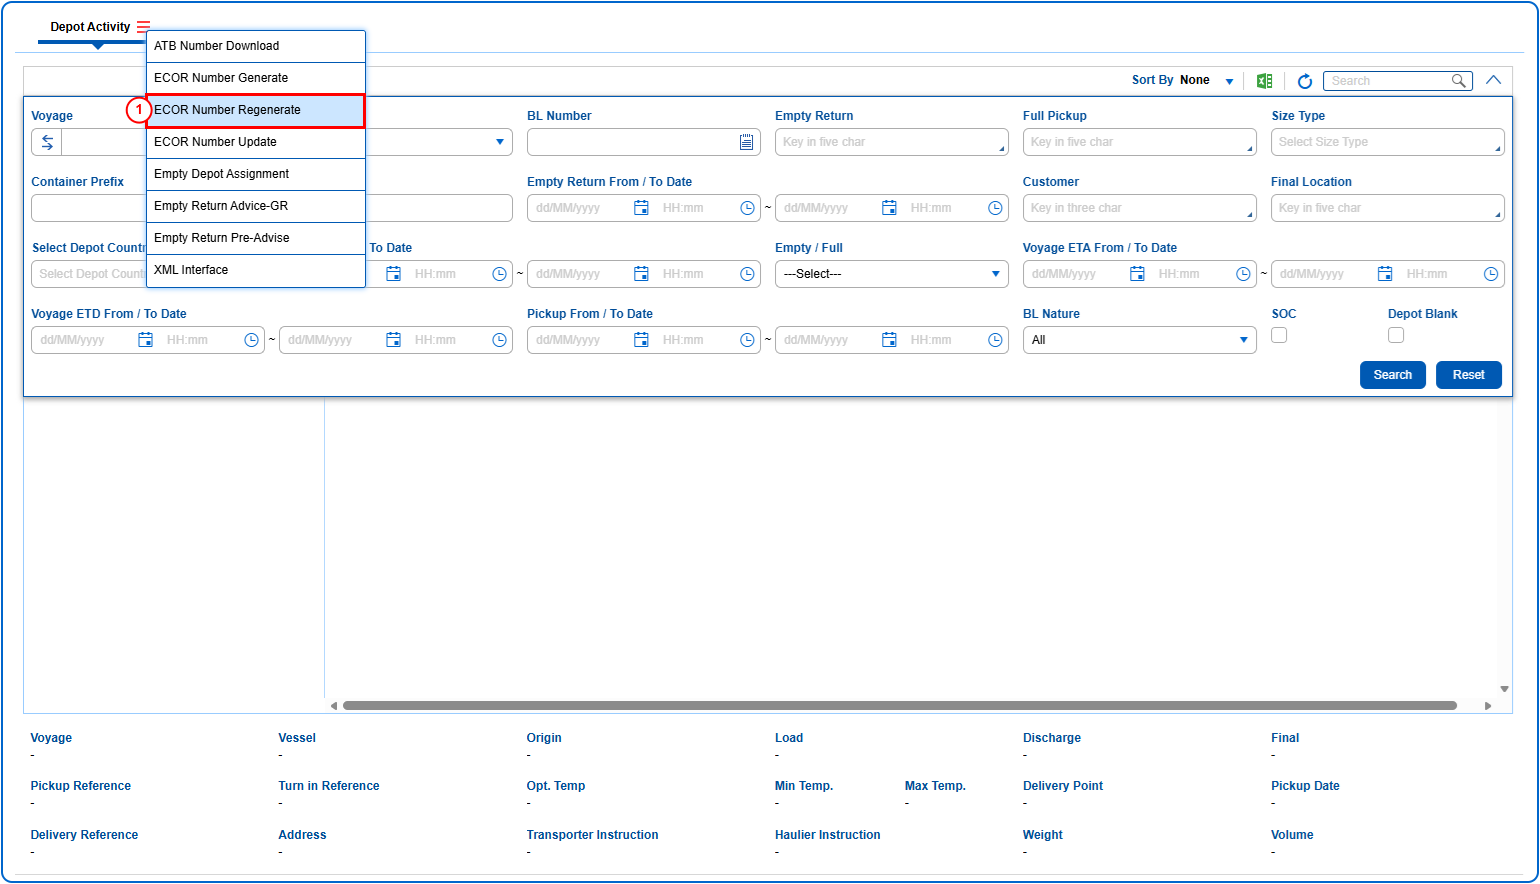 Depot Activity
ATB Number Download
ECOR Number Generate
ECOR Number Regenerate
ECOR Number Update
Empty Depot Assignment
Empty Return Advice-GR
Empty Return Pre-Advise
XML Interface
1
Sort By None Search
Voyage BL Number Empty Return Full Pickup Size Type
Key in five char Key in five char Select Size Type
Container Prefix Empty Return From / To Date Customer Final Location
dd/MM/yyyy HH:mm ~ dd/MM/yyyy HH:mm Key in three char Key in five char
Select Depot Countr To Date Empty / Full Voyage ETA From / To Date
Select Depot Countr HH:mm ~ dd/MM/yyyy HH:mm ---Select--- dd/MM/yyyy HH:mm ~ dd/MM/yyyy HH:mm
Voyage ETD From / To Date Pickup From / To Date BL Nature SOC Depot Blank
dd/MM/yyyy HH:mm ~ dd/MM/yyyy HH:mm dd/MM/yyyy HH:mm ~ dd/MM/yyyy HH:mm All
Search Reset
Voyage Vessel Origin Load Discharge Final
- - - - - -
Pickup Reference Turn in Reference Opt. Temp Min Temp. Max Temp. Delivery Point Pickup Date
- - - - - - -
Delivery Reference Address Transporter Instruction Haulier Instruction Weight Volume
- - - - - -